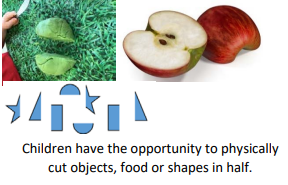 Children have the opportunity to physically
cut objects, food or shapes in half.